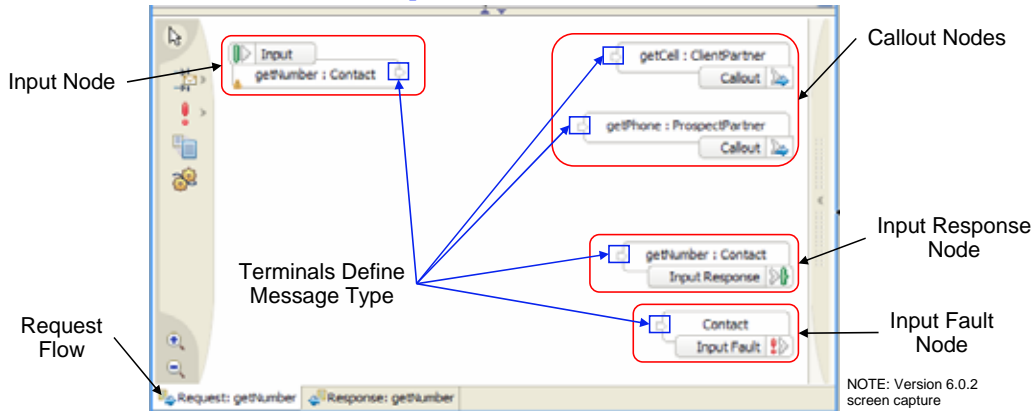 Input
getNumber : Contact
getCell : ClientPartner
Callout
getPhone : ProspectPartner
Callout
Callout Nodes
Input Node
getNumber : Contact
Input Response
Input Response
Node
Terminals Define
Message Type
Contact
Input Fault
Input Fault
Node
Request
Flow
Request: getNumber
Response: getNumber
NOTE: Version 6.0.2
screen capture